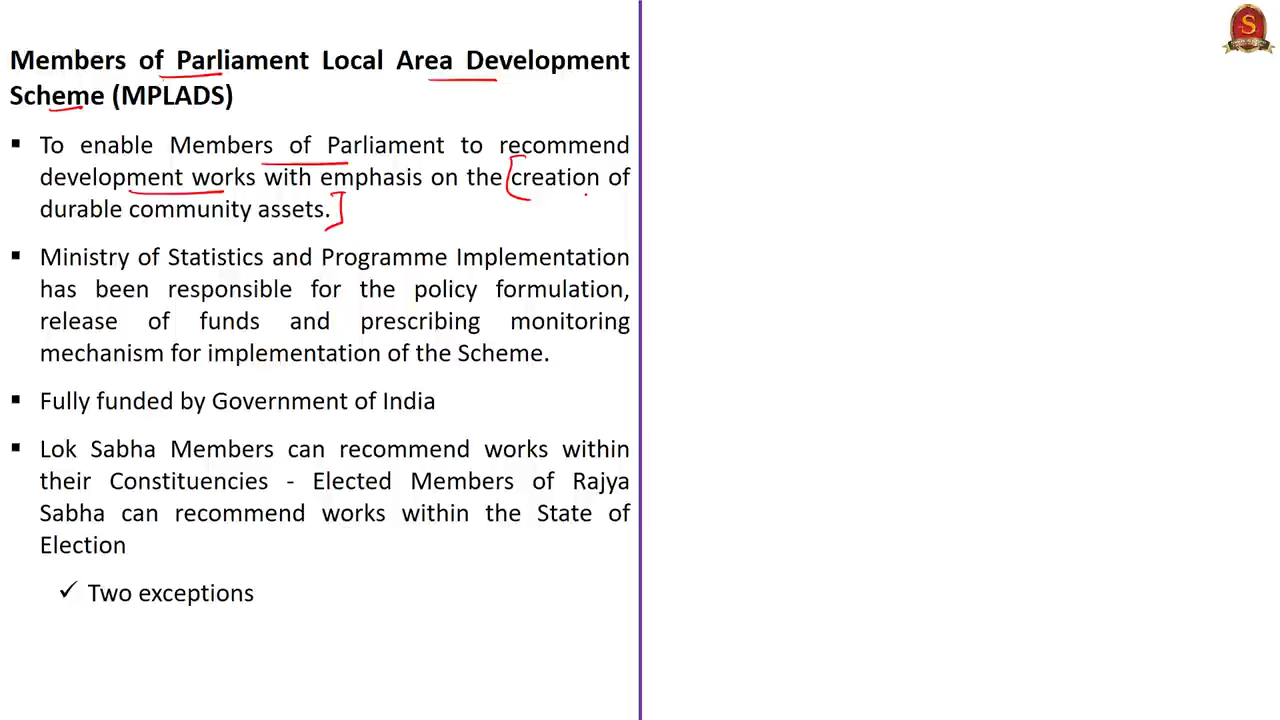 Members of Parliament Local Area Development
Scheme (MPLADS)
▪ To enable Members of Parliament to recommend
development works with emphasis on the creation of
durable community assets.
▪ Ministry of Statistics and Programme Implementation
has been responsible for the policy formulation,
release of funds and prescribing monitoring
mechanism for implementation of the Scheme.
▪ Fully funded by Government of India
▪ Lok Sabha Members can recommend works within
their Constituencies - Elected Members of Rajya
Sabha can recommend works within the State of
Election
✓ Two exceptions
S